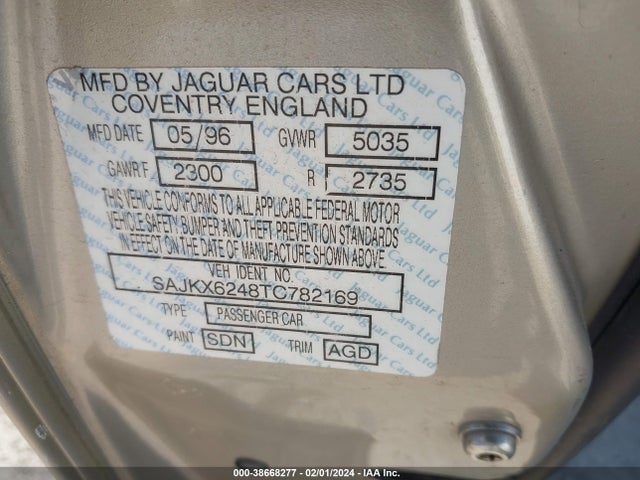 MFD BY JAGUAR CARS LTD
COVENTRY ENGLAND
MFD DATE 05/96 GVWR 5035
GAWR F 2300 R 2735
THIS VEHICLE CONFORMS TO ALL APPLICABLE FEDERAL MOTOR
VEHICLE SAFETY BUMPER AND THEFT PREVENTION STANDARDS
IN EFFECT ON THE DATE OF MANUFACTURE SHOWN ABOVE
VEH IDENT NO.
SAJKX6248TC782169
TYPE PASSENGER CAR
PAINT SDN TRIM AGD
Jaguar Cars Ltd
000-38668277 - 02/01/2024 - IAA Inc.